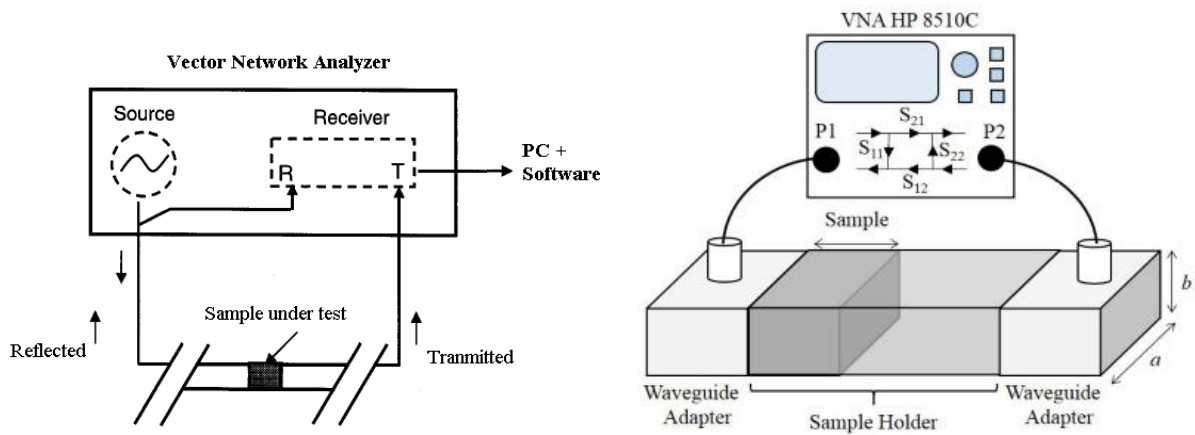 Vector Network Analyzer
Source
Receiver
R
T
PC +
Software
Sample under test
Reflected
Tranmitted
VNA HP 8510C
P1
S21
P2
S11
S22
S12
Sample
b
a
Waveguide
Adapter
Sample Holder
Waveguide
Adapter